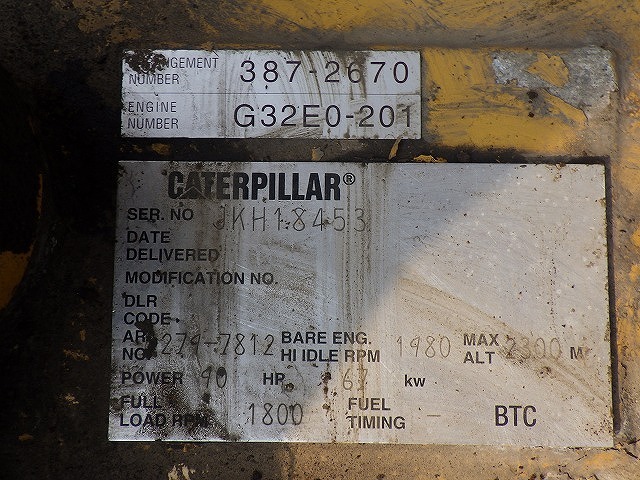 ARRANGEMENT
NUMBER 387-2670
ENGINE
NUMBER G32E0-201
CATERPILLAR®
SER. NO JKH18453
DATE
DELIVERED
MODIFICATION NO.
DLR
CODE
AR
NO 279-7812 BARE ENG. HI IDLE RPM 1980 MAX ALT 2300 M
POWER 90 HP 67 kw
FULL LOAD RPM 1800 FUEL TIMING – BTC